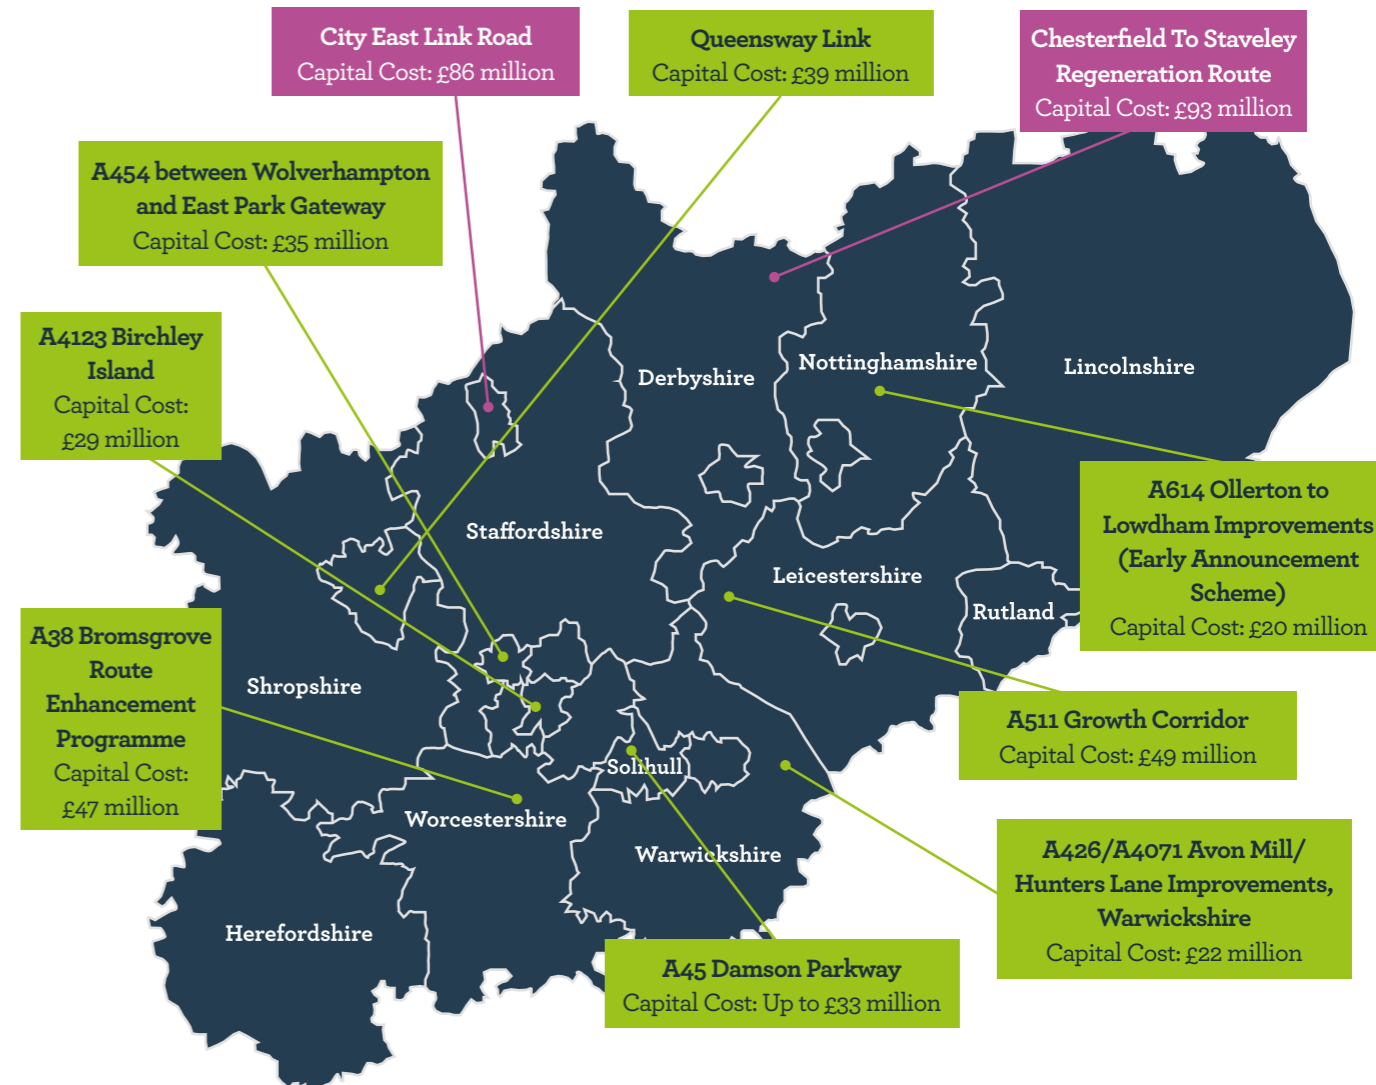 City East Link Road
Capital Cost: £86 million
Queensway Link
Capital Cost: £39 million
Chesterfield To Staveley
Regeneration Route
Capital Cost: £93 million
A454 between Wolverhampton
and East Park Gateway
Capital Cost: £35 million
A4123 Birchley
Island
Capital Cost:
£29 million
Derbyshire
Nottinghamshire
Lincolnshire
Staffordshire
A614 Ollerton to
Lowdham Improvements
(Early Announcement
Scheme)
Capital Cost: £20 million
Leicestershire
Rutland
A38 Bromsgrove
Route
Enhancement
Programme
Capital Cost:
£47 million
Shropshire
A511 Growth Corridor
Capital Cost: £49 million
Solihull
Worcestershire
Warwickshire
A426/A4071 Avon Mill/
Hunters Lane Improvements,
Warwickshire
Capital Cost: £22 million
Herefordshire
A45 Damson Parkway
Capital Cost: Up to £33 million